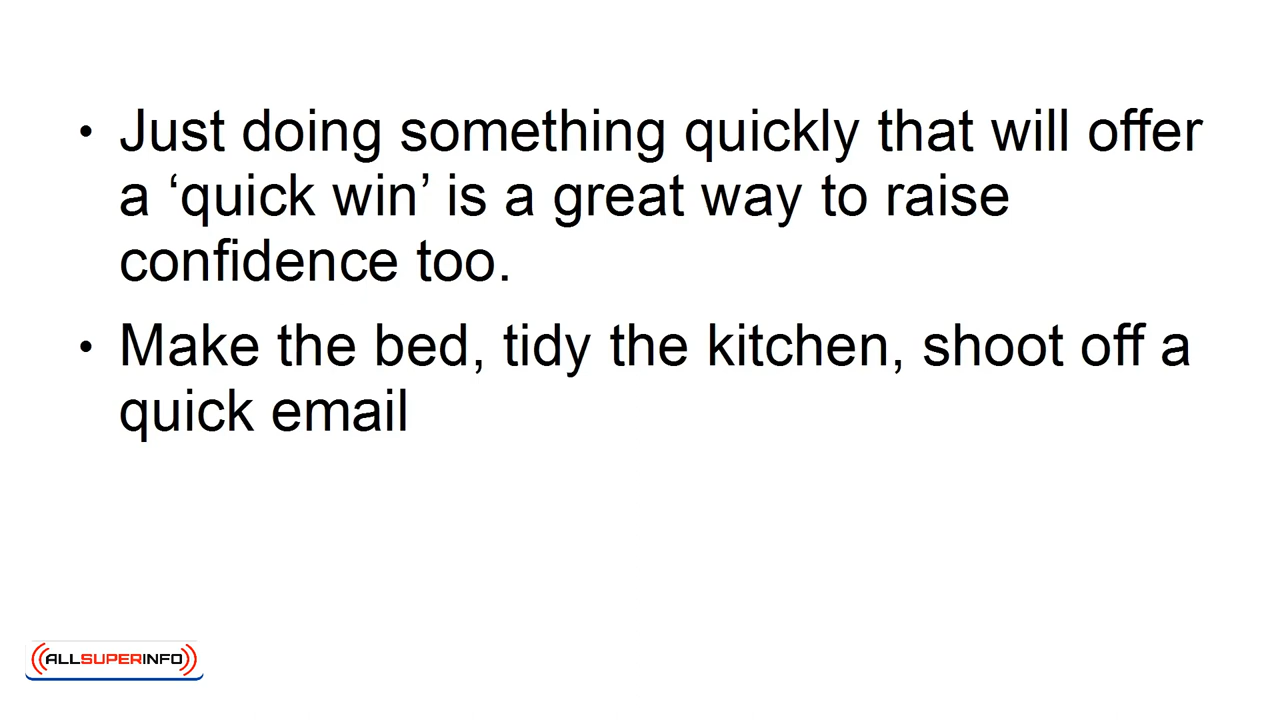 • Just doing something quickly that will offer
a ‘quick win’ is a great way to raise
confidence too.
• Make the bed, tidy the kitchen, shoot off a
quick email
ALLSUPERINFO